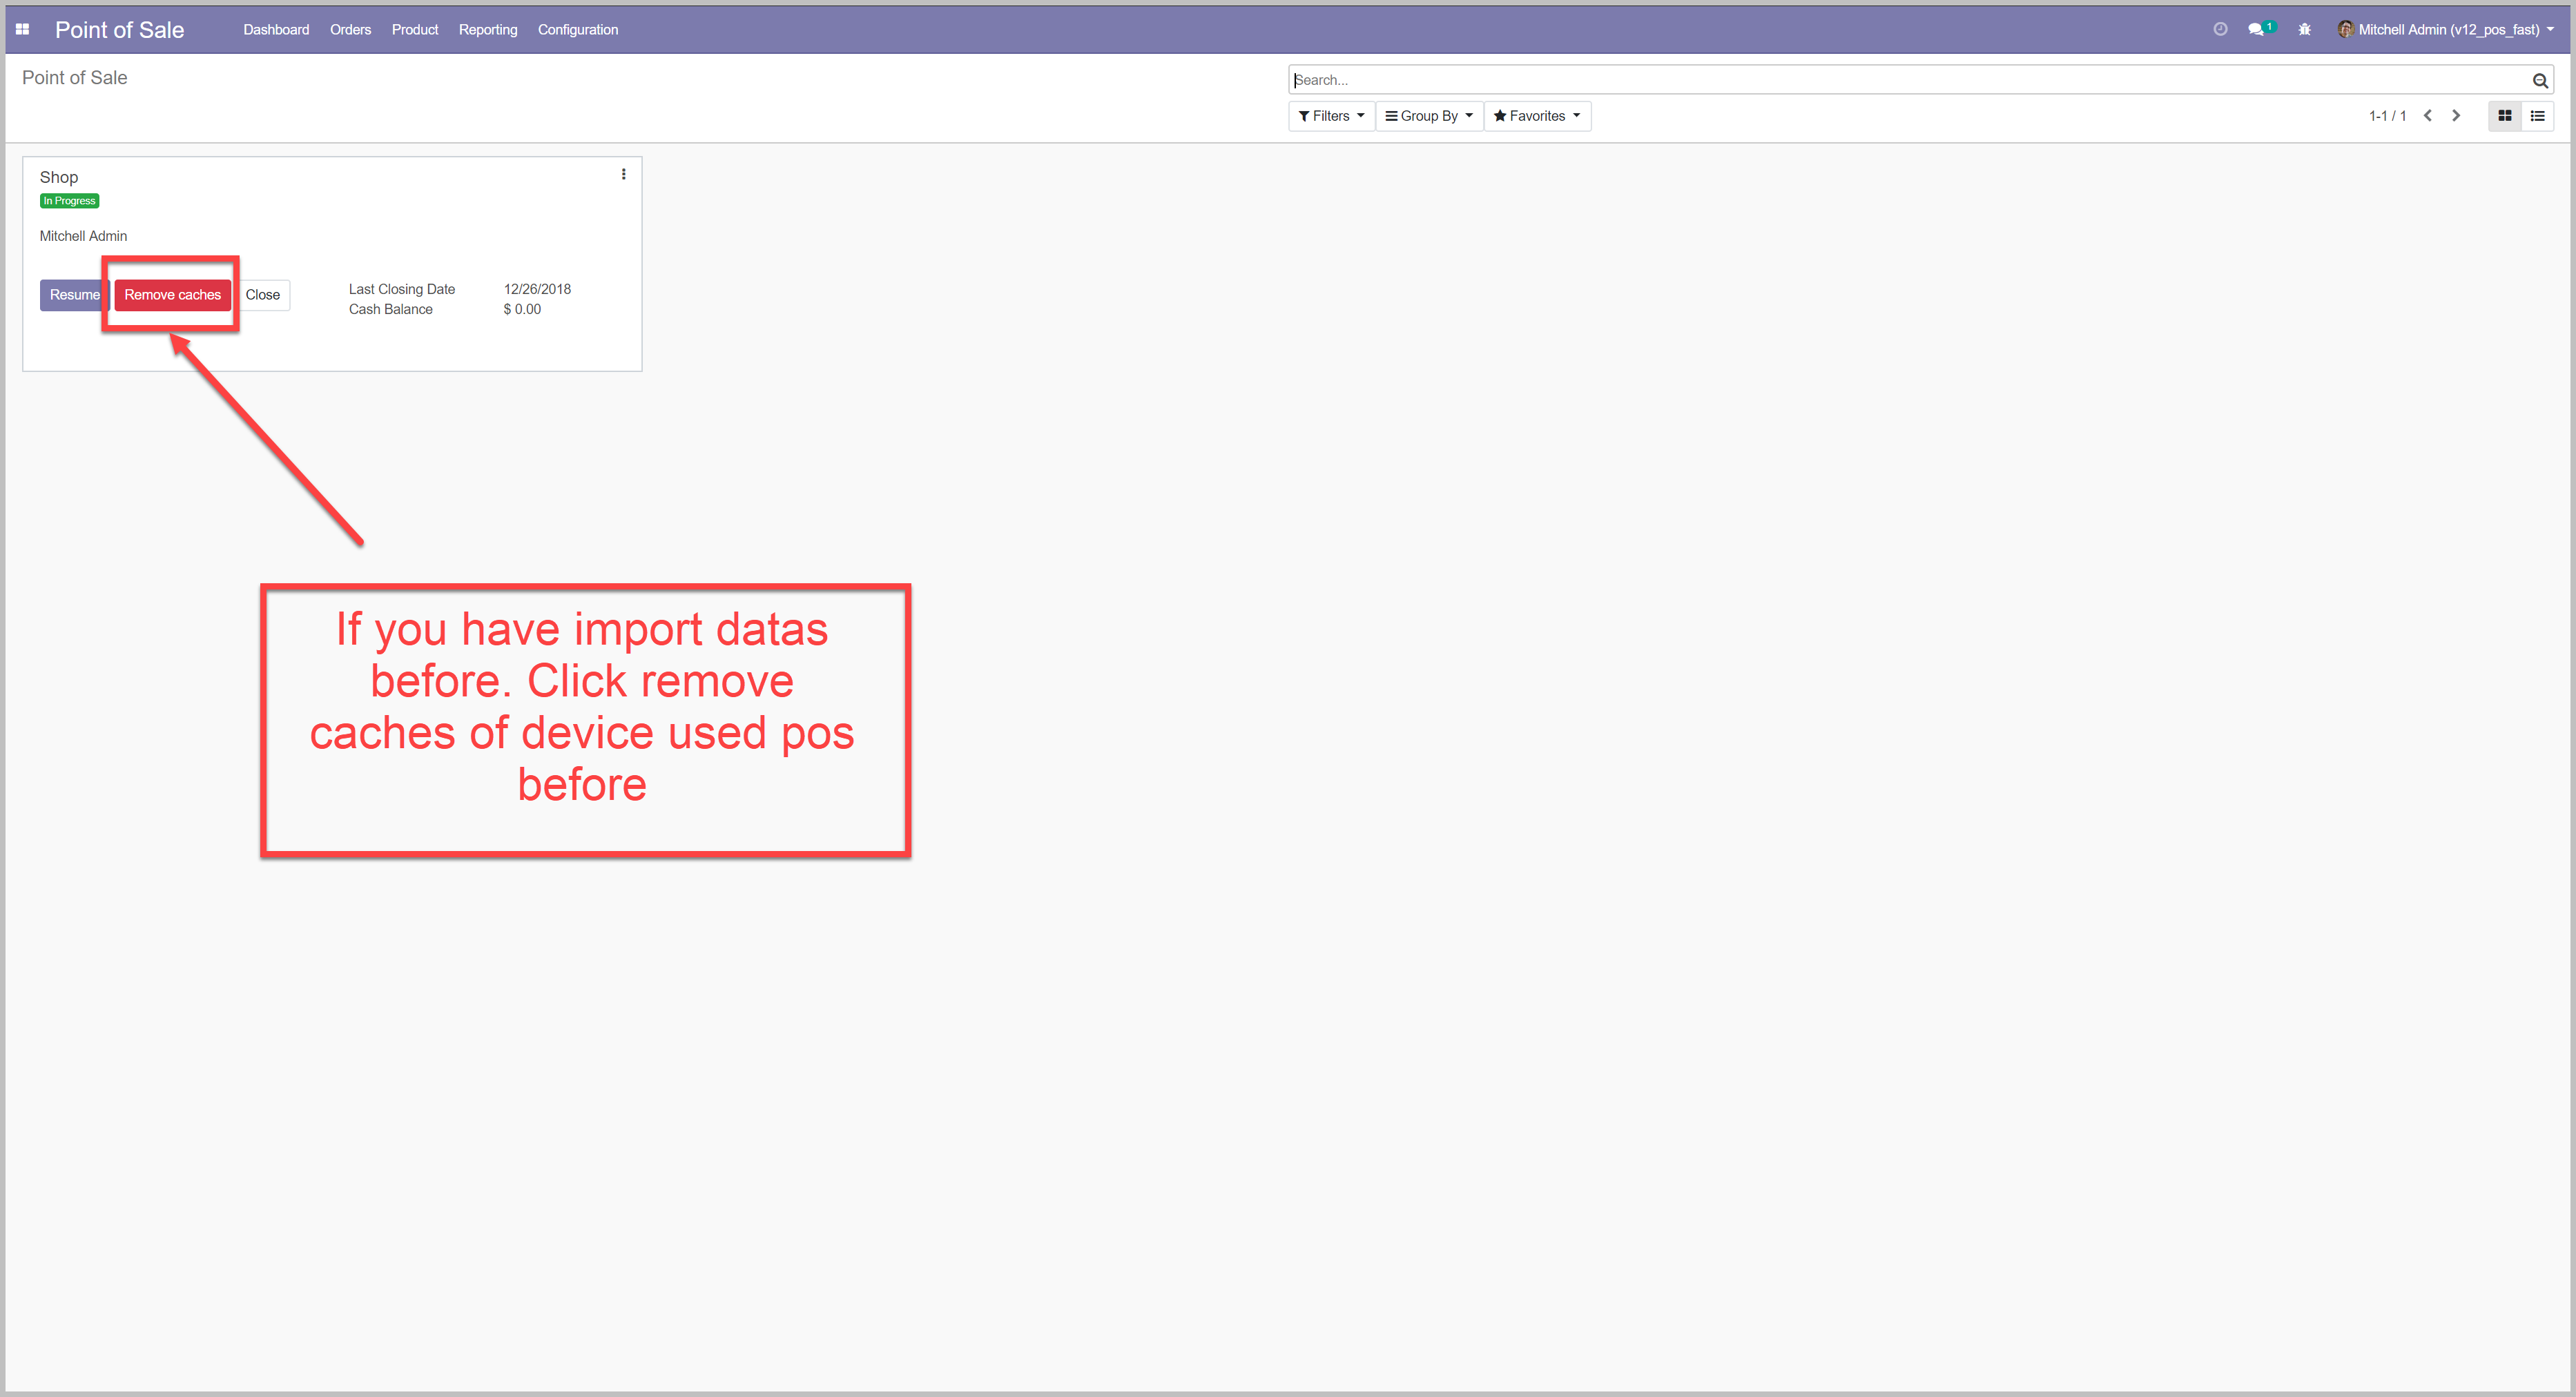 Point of Sale Dashboard Orders Product Reporting Configuration 1 Mitchell Admin (v12_pos_fast)
Point of Sale
Search...
Filters Group By Favorites 1-1 / 1
Shop
In Progress
Mitchell Admin
Resume Remove caches Close Last Closing Date 12/26/2018
Cash Balance $ 0.00
If you have import datas
before. Click remove
caches of device used pos
before